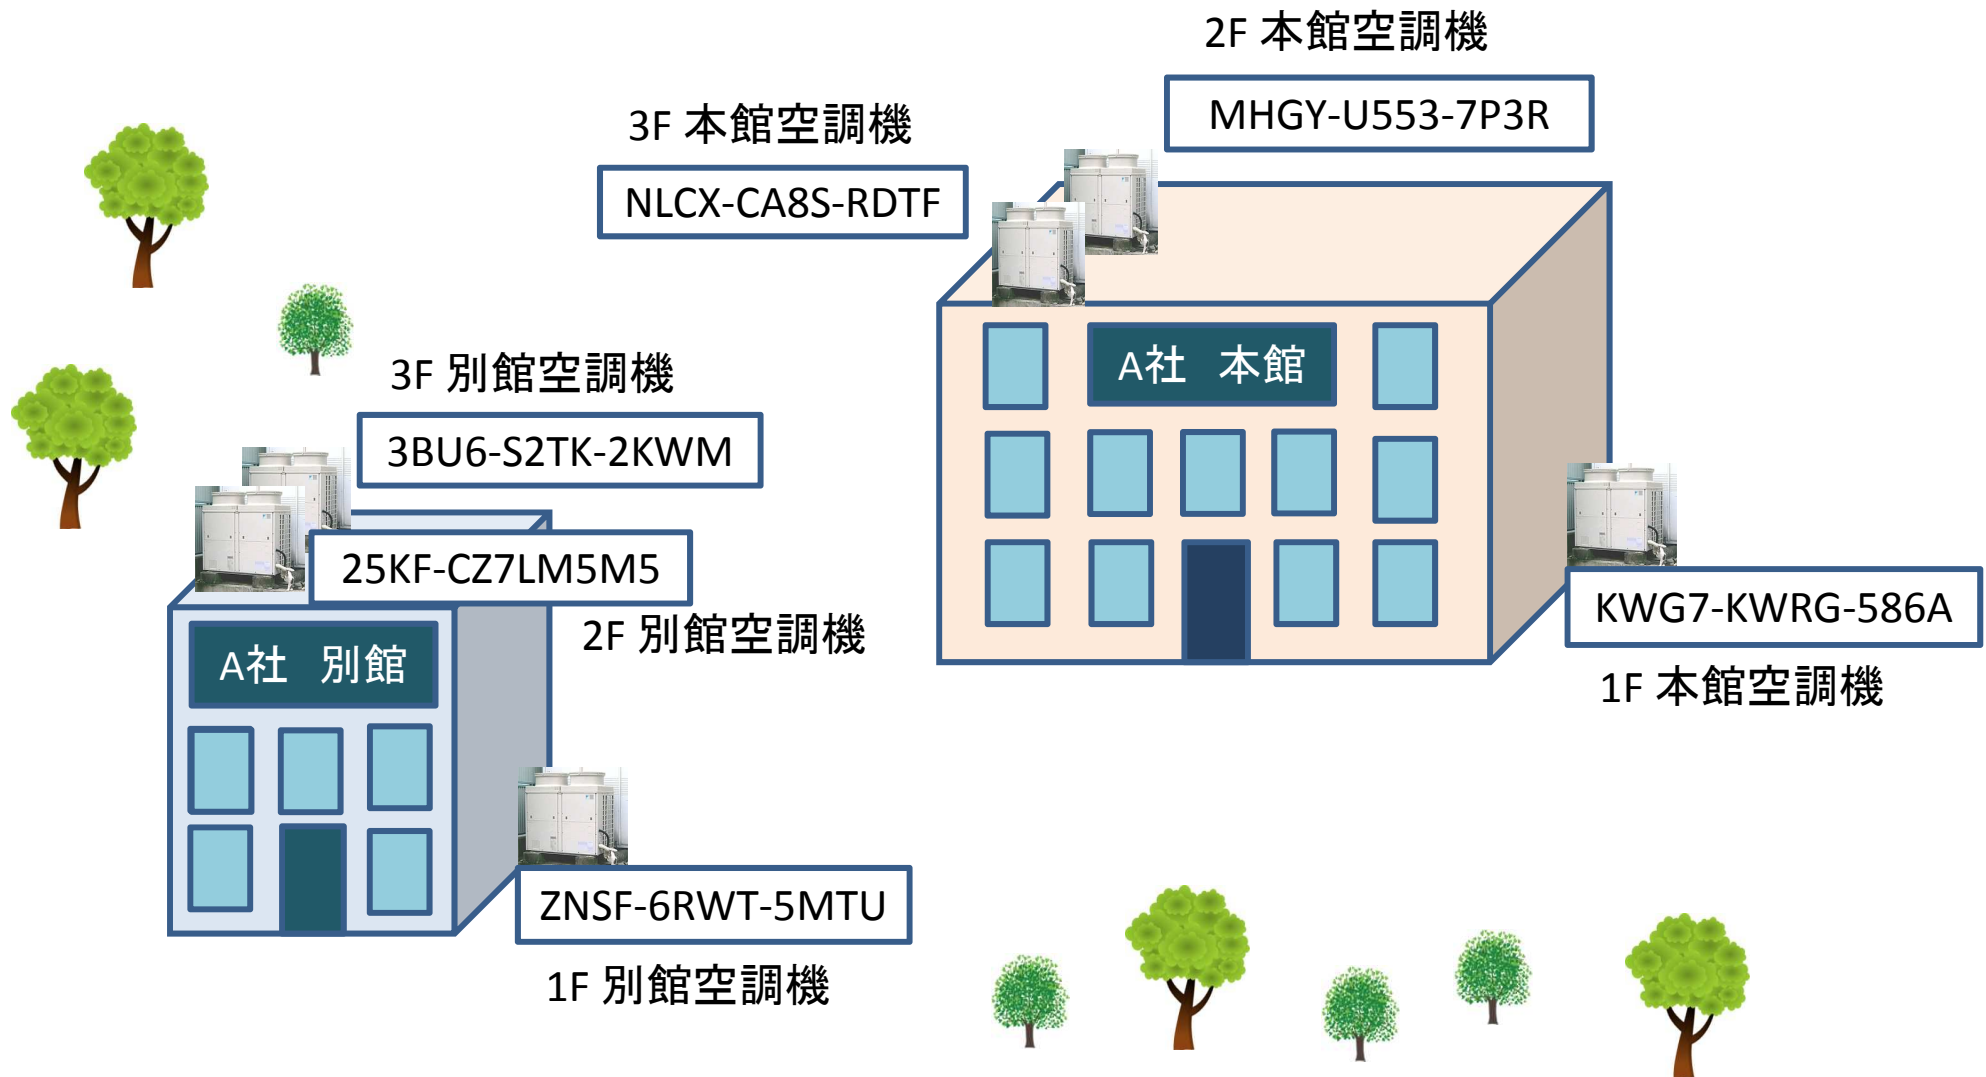 2F 本館空調機
MHGY-U553-7P3R
3F 本館空調機
NLCX-CA8S-RDTF
A社　本館
3F 別館空調機
3BU6-S2TK-2KWM
25KF-CZ7LM5M5
2F 別館空調機
A社　別館
KWG7-KWRG-586A
1F 本館空調機
ZNSF-6RWT-5MTU
1F 別館空調機